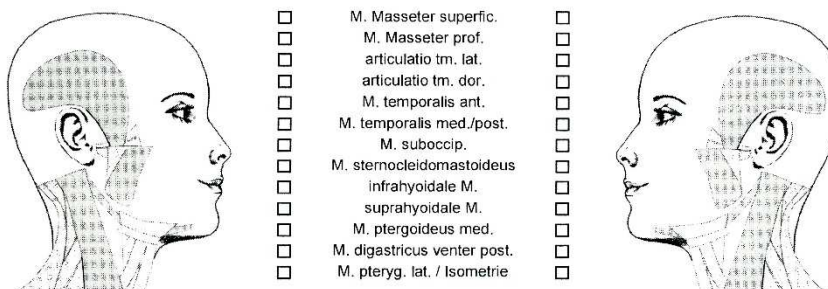 M. Masseter superfic.
M. Masseter prof.
articulatio tm. lat.
articulatio tm. dor.
M. temporalis ant.
M. temporalis med./post.
M. suboccip.
M. sternocleidomastoideus
infrahyoidale M.
suprahyoidale M.
M. ptergoideus med.
M. digastricus venter post.
M. pteryg. lat. / Isometrie